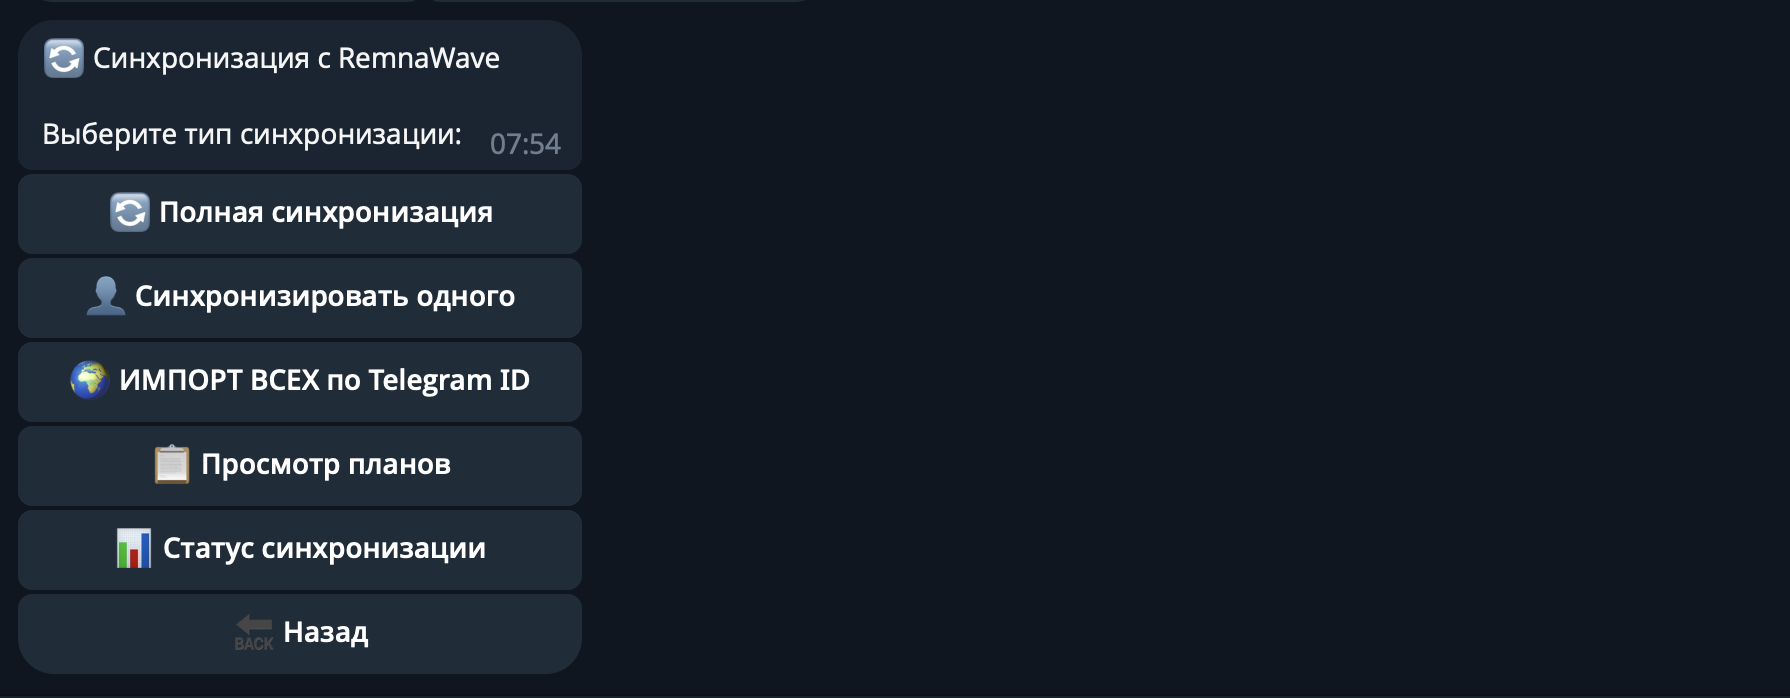 Синхронизация с RemnaWave
Выберите тип синхронизации:
07:54
Полная синхронизация
Синхронизировать одного
ИМПОРТ ВСЕХ по Telegram ID
Просмотр планов
Статус синхронизации
BACK Назад